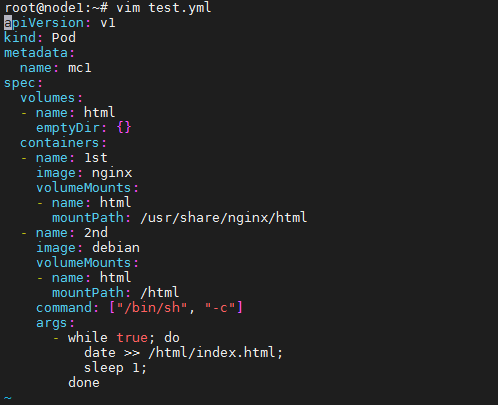 root@node1:~# vim test.yml
apiVersion: v1
kind: Pod
metadata:
  name: mc1
spec:
  volumes:
  - name: html
    emptyDir: {}
  containers:
  - name: 1st
    image: nginx
    volumeMounts:
    - name: html
      mountPath: /usr/share/nginx/html
  - name: 2nd
    image: debian
    volumeMounts:
    - name: html
      mountPath: /html
    command: ["/bin/sh", "-c"]
    args:
      - while true; do
          date >> /html/index.html;
          sleep 1;
        done
~